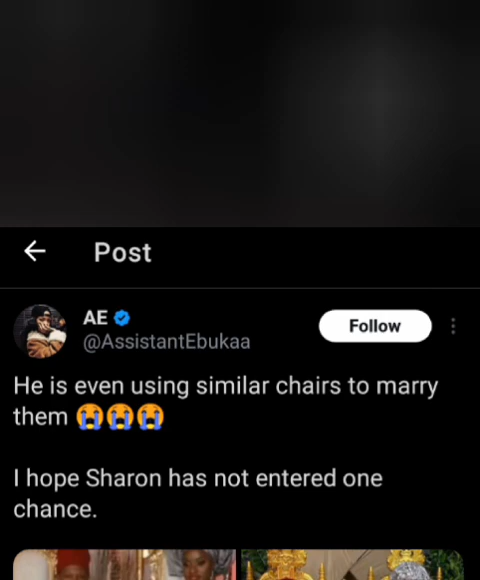 Post
AE
@AssistantEbukaa
Follow
He is even using similar chairs to marry
them 😭😭😭
I hope Sharon has not entered one
chance.